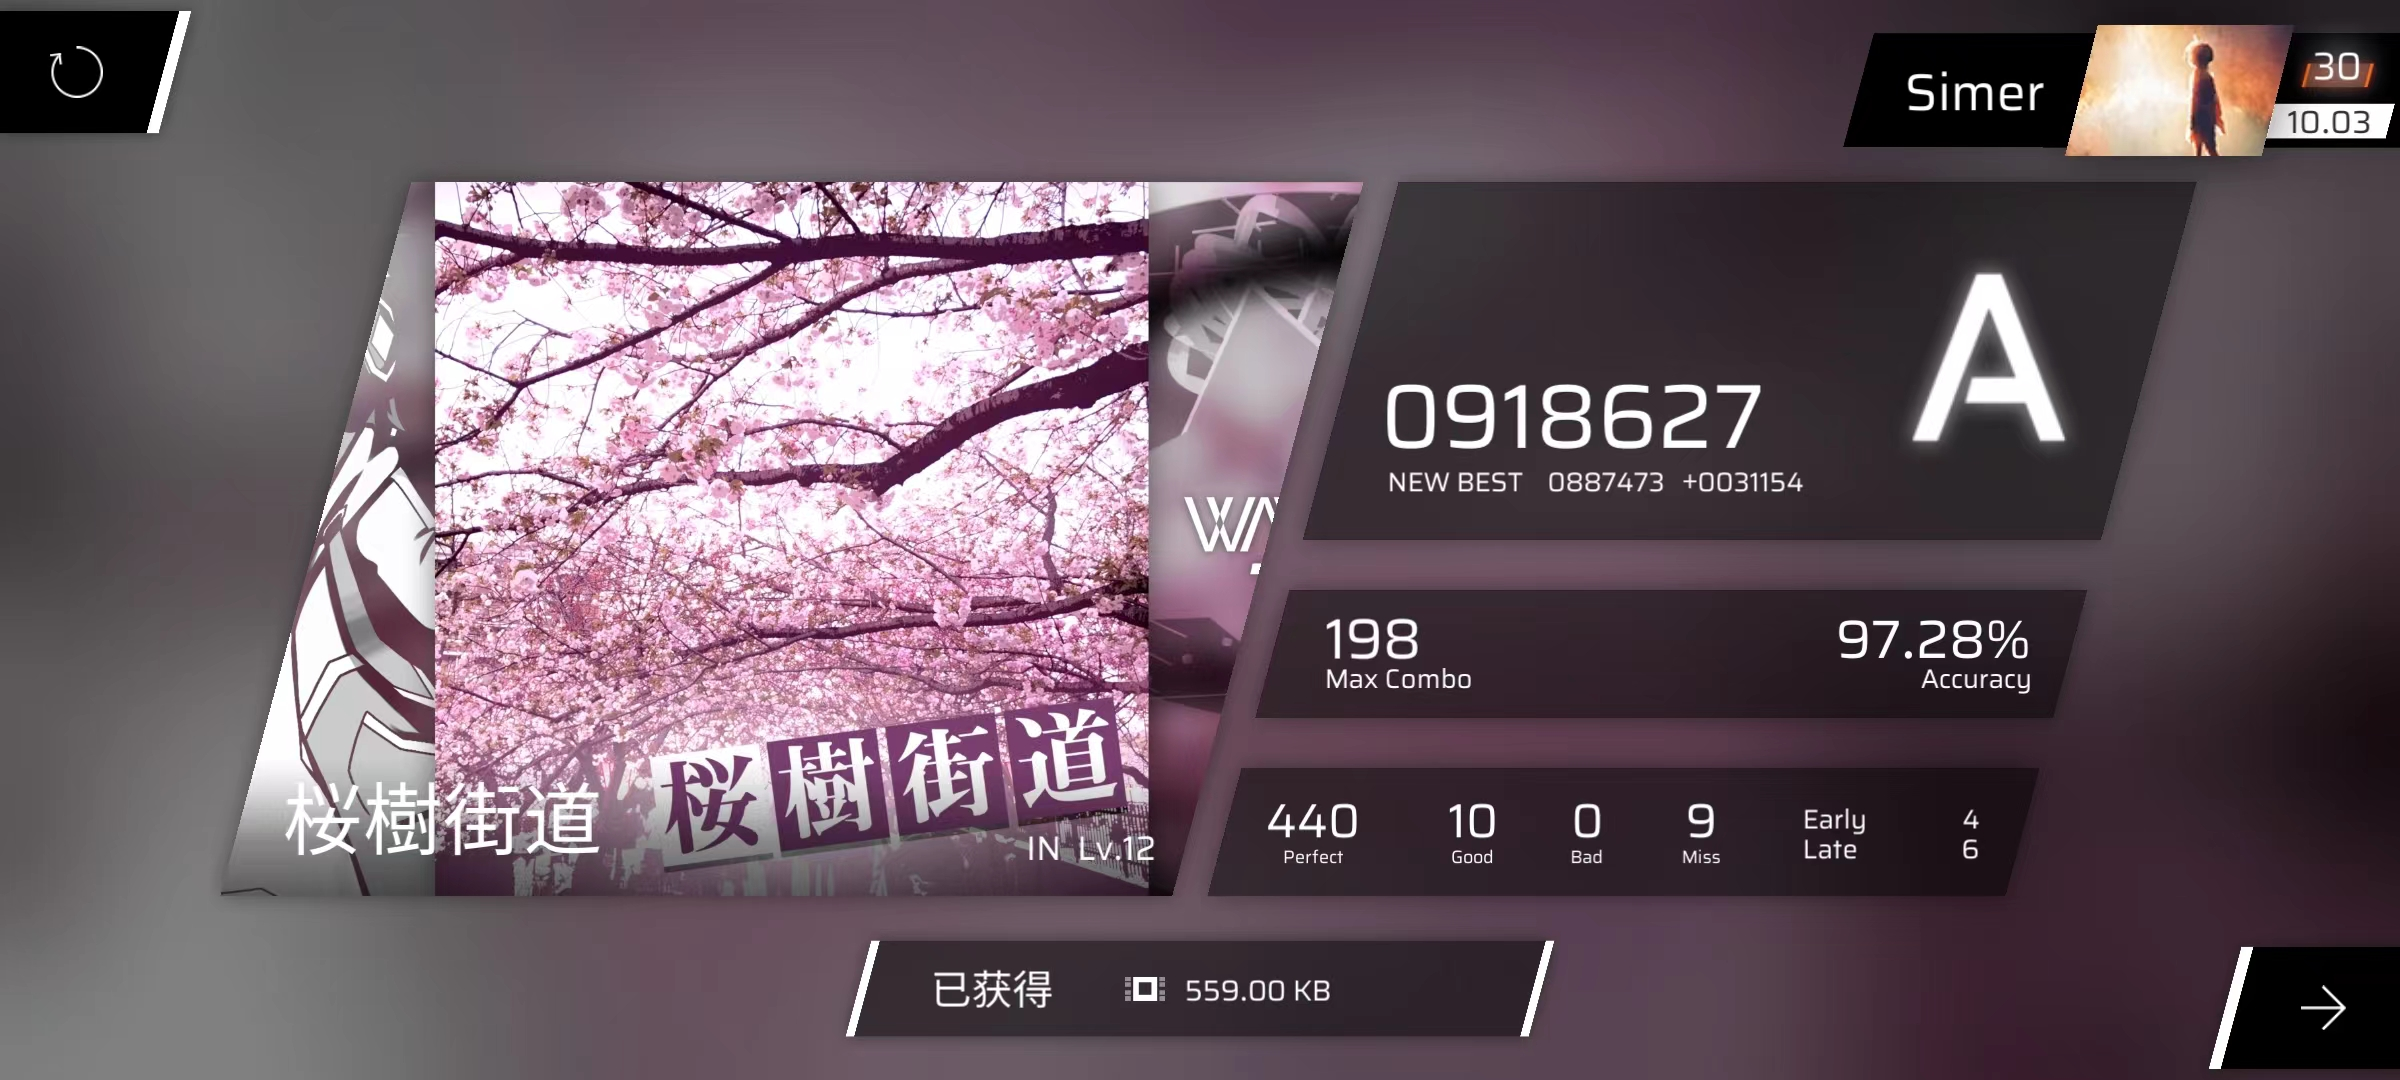 Simer
30
10.03
0918627
A
NEW BEST 0887473 +0031154
198
Max Combo
97.28%
Accuracy
桜樹街道
桜樹街道
IN Lv.12
440
Perfect
10
Good
0
Bad
9
Miss
Early 4
Late 6
已获得 559.00 KB